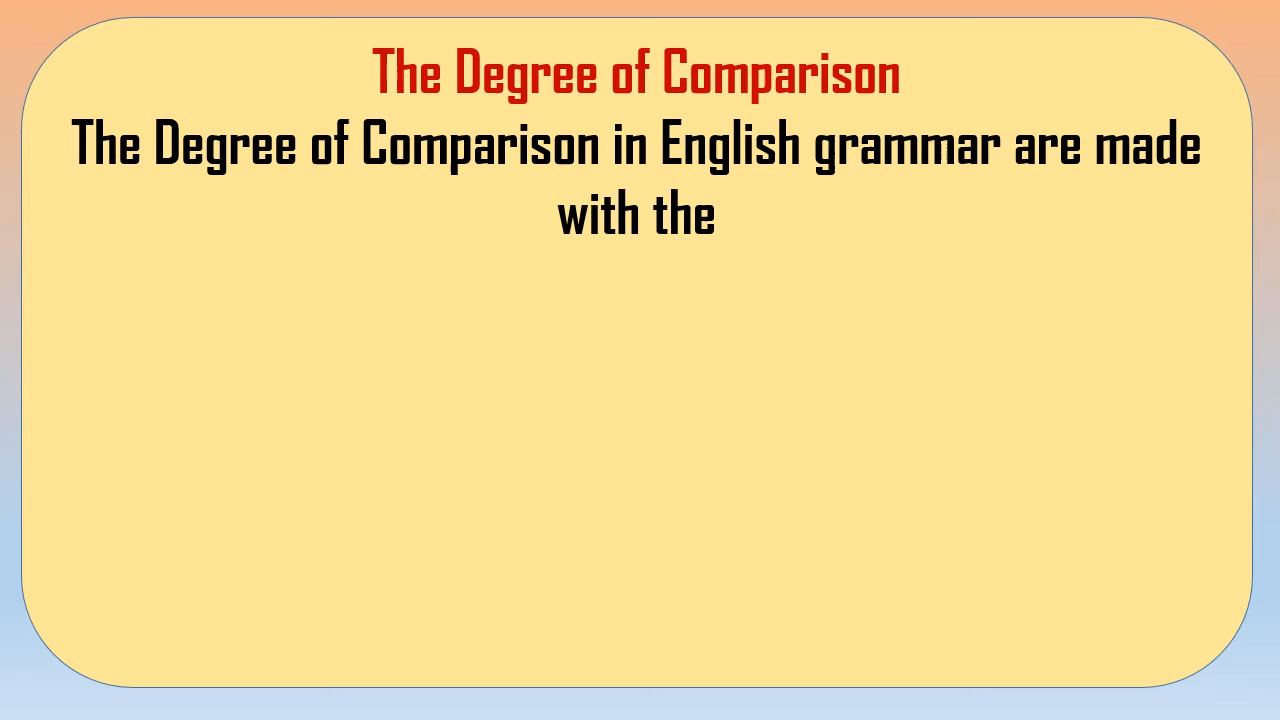 The Degree of Comparison
The Degree of Comparison in English grammar are made
with the